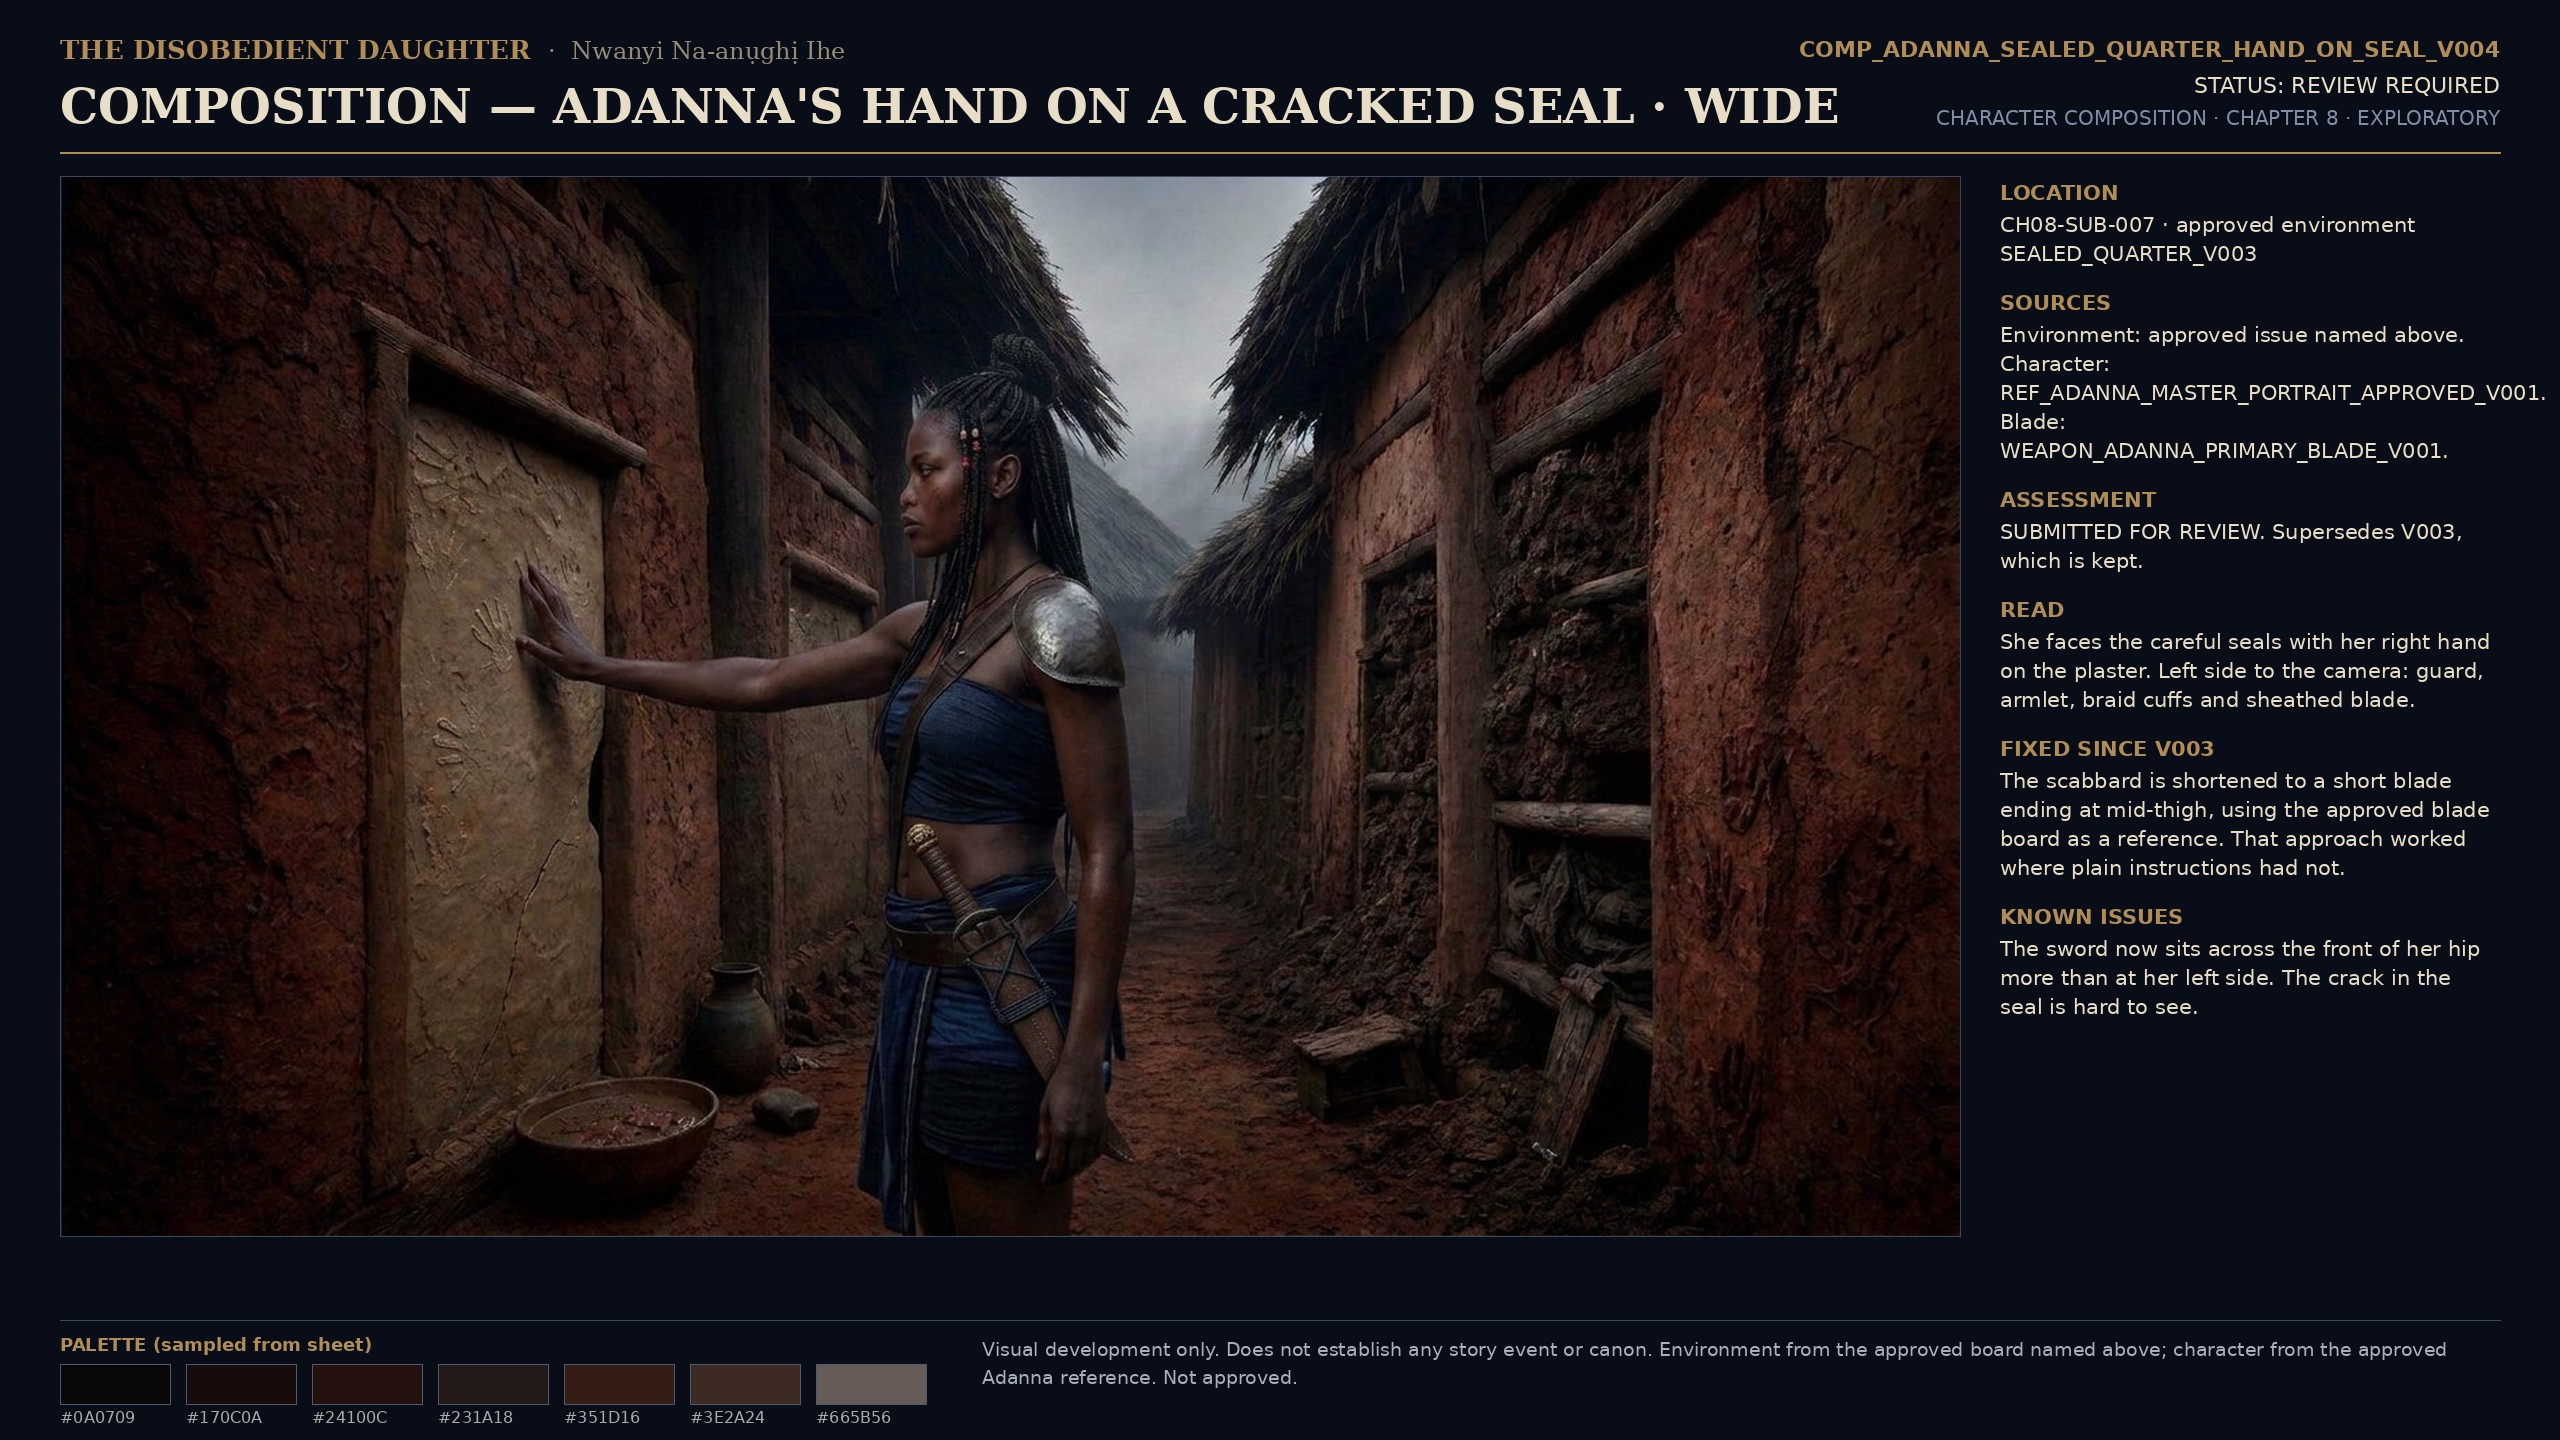 THE DISOBEDIENT DAUGHTER · Nwanyi Na-anụghị Ihe
COMPOSITION — ADANNA'S HAND ON A CRACKED SEAL · WIDE
COMP_ADANNA_SEALED_QUARTER_HAND_ON_SEAL_V004
STATUS: REVIEW REQUIRED
CHARACTER COMPOSITION · CHAPTER 8 · EXPLORATORY
LOCATION
CH08-SUB-007 · approved environment
SEALED_QUARTER_V003
SOURCES
Environment: approved issue named above.
Character:
REF_ADANNA_MASTER_PORTRAIT_APPROVED_V001.
Blade:
WEAPON_ADANNA_PRIMARY_BLADE_V001.
ASSESSMENT
SUBMITTED FOR REVIEW. Supersedes V003,
which is kept.
READ
She faces the careful seals with her right hand
on the plaster. Left side to the camera: guard,
armlet, braid cuffs and sheathed blade.
FIXED SINCE V003
The scabbard is shortened to a short blade
ending at mid-thigh, using the approved blade
board as a reference. That approach worked
where plain instructions had not.
KNOWN ISSUES
The sword now sits across the front of her hip
more than at her left side. The crack in the
seal is hard to see.
PALETTE (sampled from sheet)
#0A0709 #170C0A #24100C #231A18 #351D16 #3E2A24 #665B56
Visual development only. Does not establish any story event or canon. Environment from the approved board named above; character from the approved
Adanna reference. Not approved.